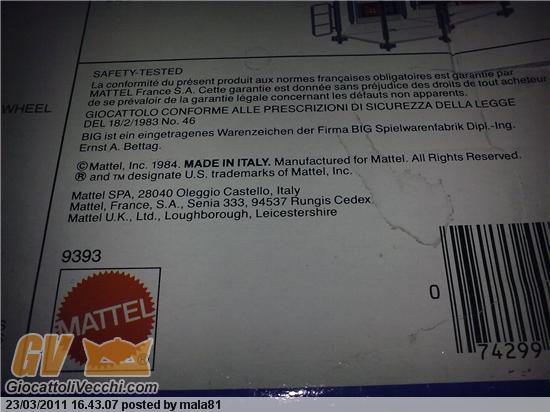 SAFETY-TESTED
La conformité du présent produit aux normes françaises obligatoires est garantie par
MATTEL France S.A. Cette garantie est donnée sans préjudice des droits de tout acheteur
de se prévaloir de la garantie légale concernant les défauts non apparents.
GIOCATTOLO CONFORME ALLE PRESCRIZIONI DI SICUREZZA DELLA LEGGE
DEL 18/2/1983 No. 46
BIG ist ein eingetragenes Warenzeichen der Firma BIG Spielwarenfabrik Dipl.-Ing.
Ernst A. Bettag.
WHEEL
©Mattel, Inc. 1984. MADE IN ITALY. Manufactured for Mattel. All Rights Reserved.
® and TM designate U.S. trademarks of Mattel, Inc.
Mattel SPA, 28040 Oleggio Castello, Italy
Mattel, France, S.A., Senia 333, 94537 Rungis Cedex
Mattel U.K., Ltd., Loughborough, Leicestershire
9393
MATTEL ®
0
74299
GV
GiocattoliVecchi.com
23/03/2011 16.43.07 posted by mala81